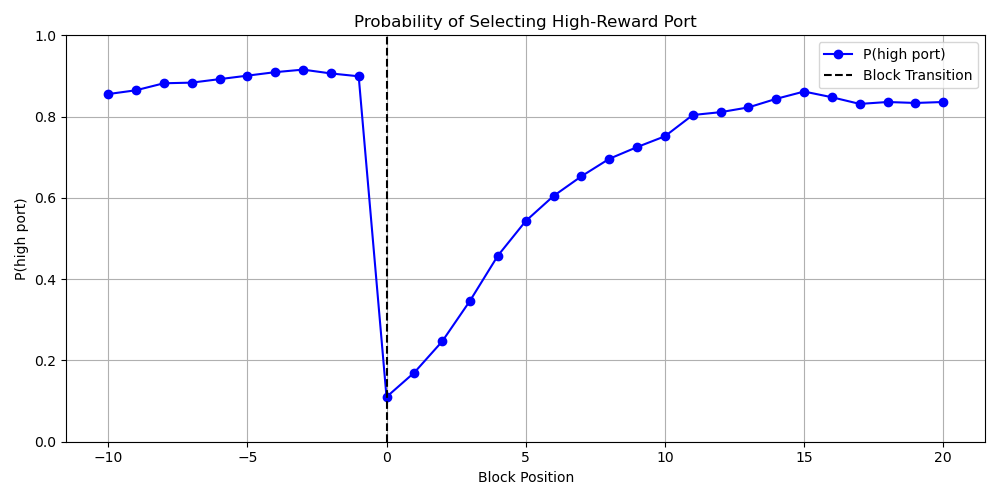 Probability of Selecting High-Reward Port
P(high port)
Block Transition
1.0
0.8
0.6
0.4
0.2
0.0
P(high port)
−10
−5
0
5
10
15
20
Block Position